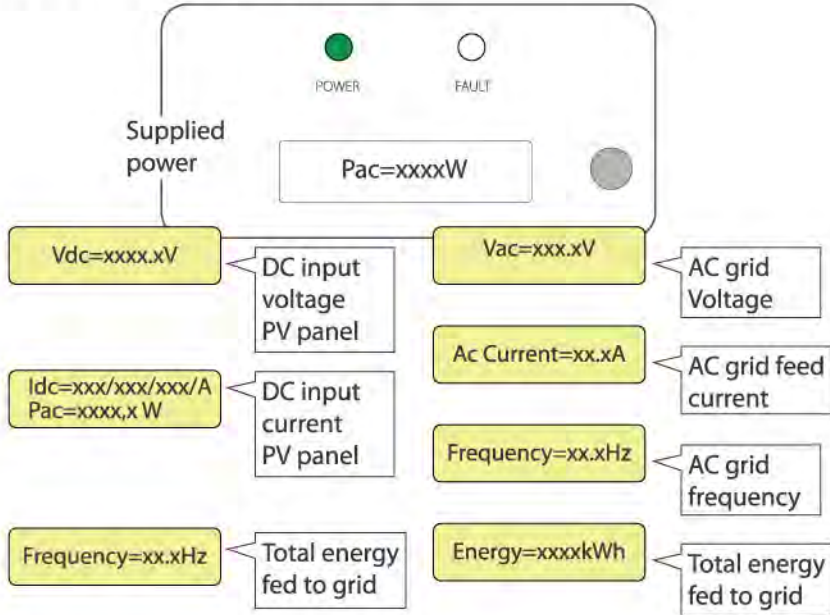 POWER
FAULT
Supplied
power
Pac=xxxxW
Vdc=xxxx.xV
DC input
voltage
PV panel
Idc=xxx/xxx/xxx/A
Pac=xxxx,x W
DC input
current
PV panel
Frequency=xx.xHz
Total energy
fed to grid
Vac=xxx.xV
AC grid
Voltage
Ac Current=xx.xA
AC grid feed
current
Frequency=xx.xHz
AC grid
frequency
Energy=xxxxkWh
Total energy
fed to grid